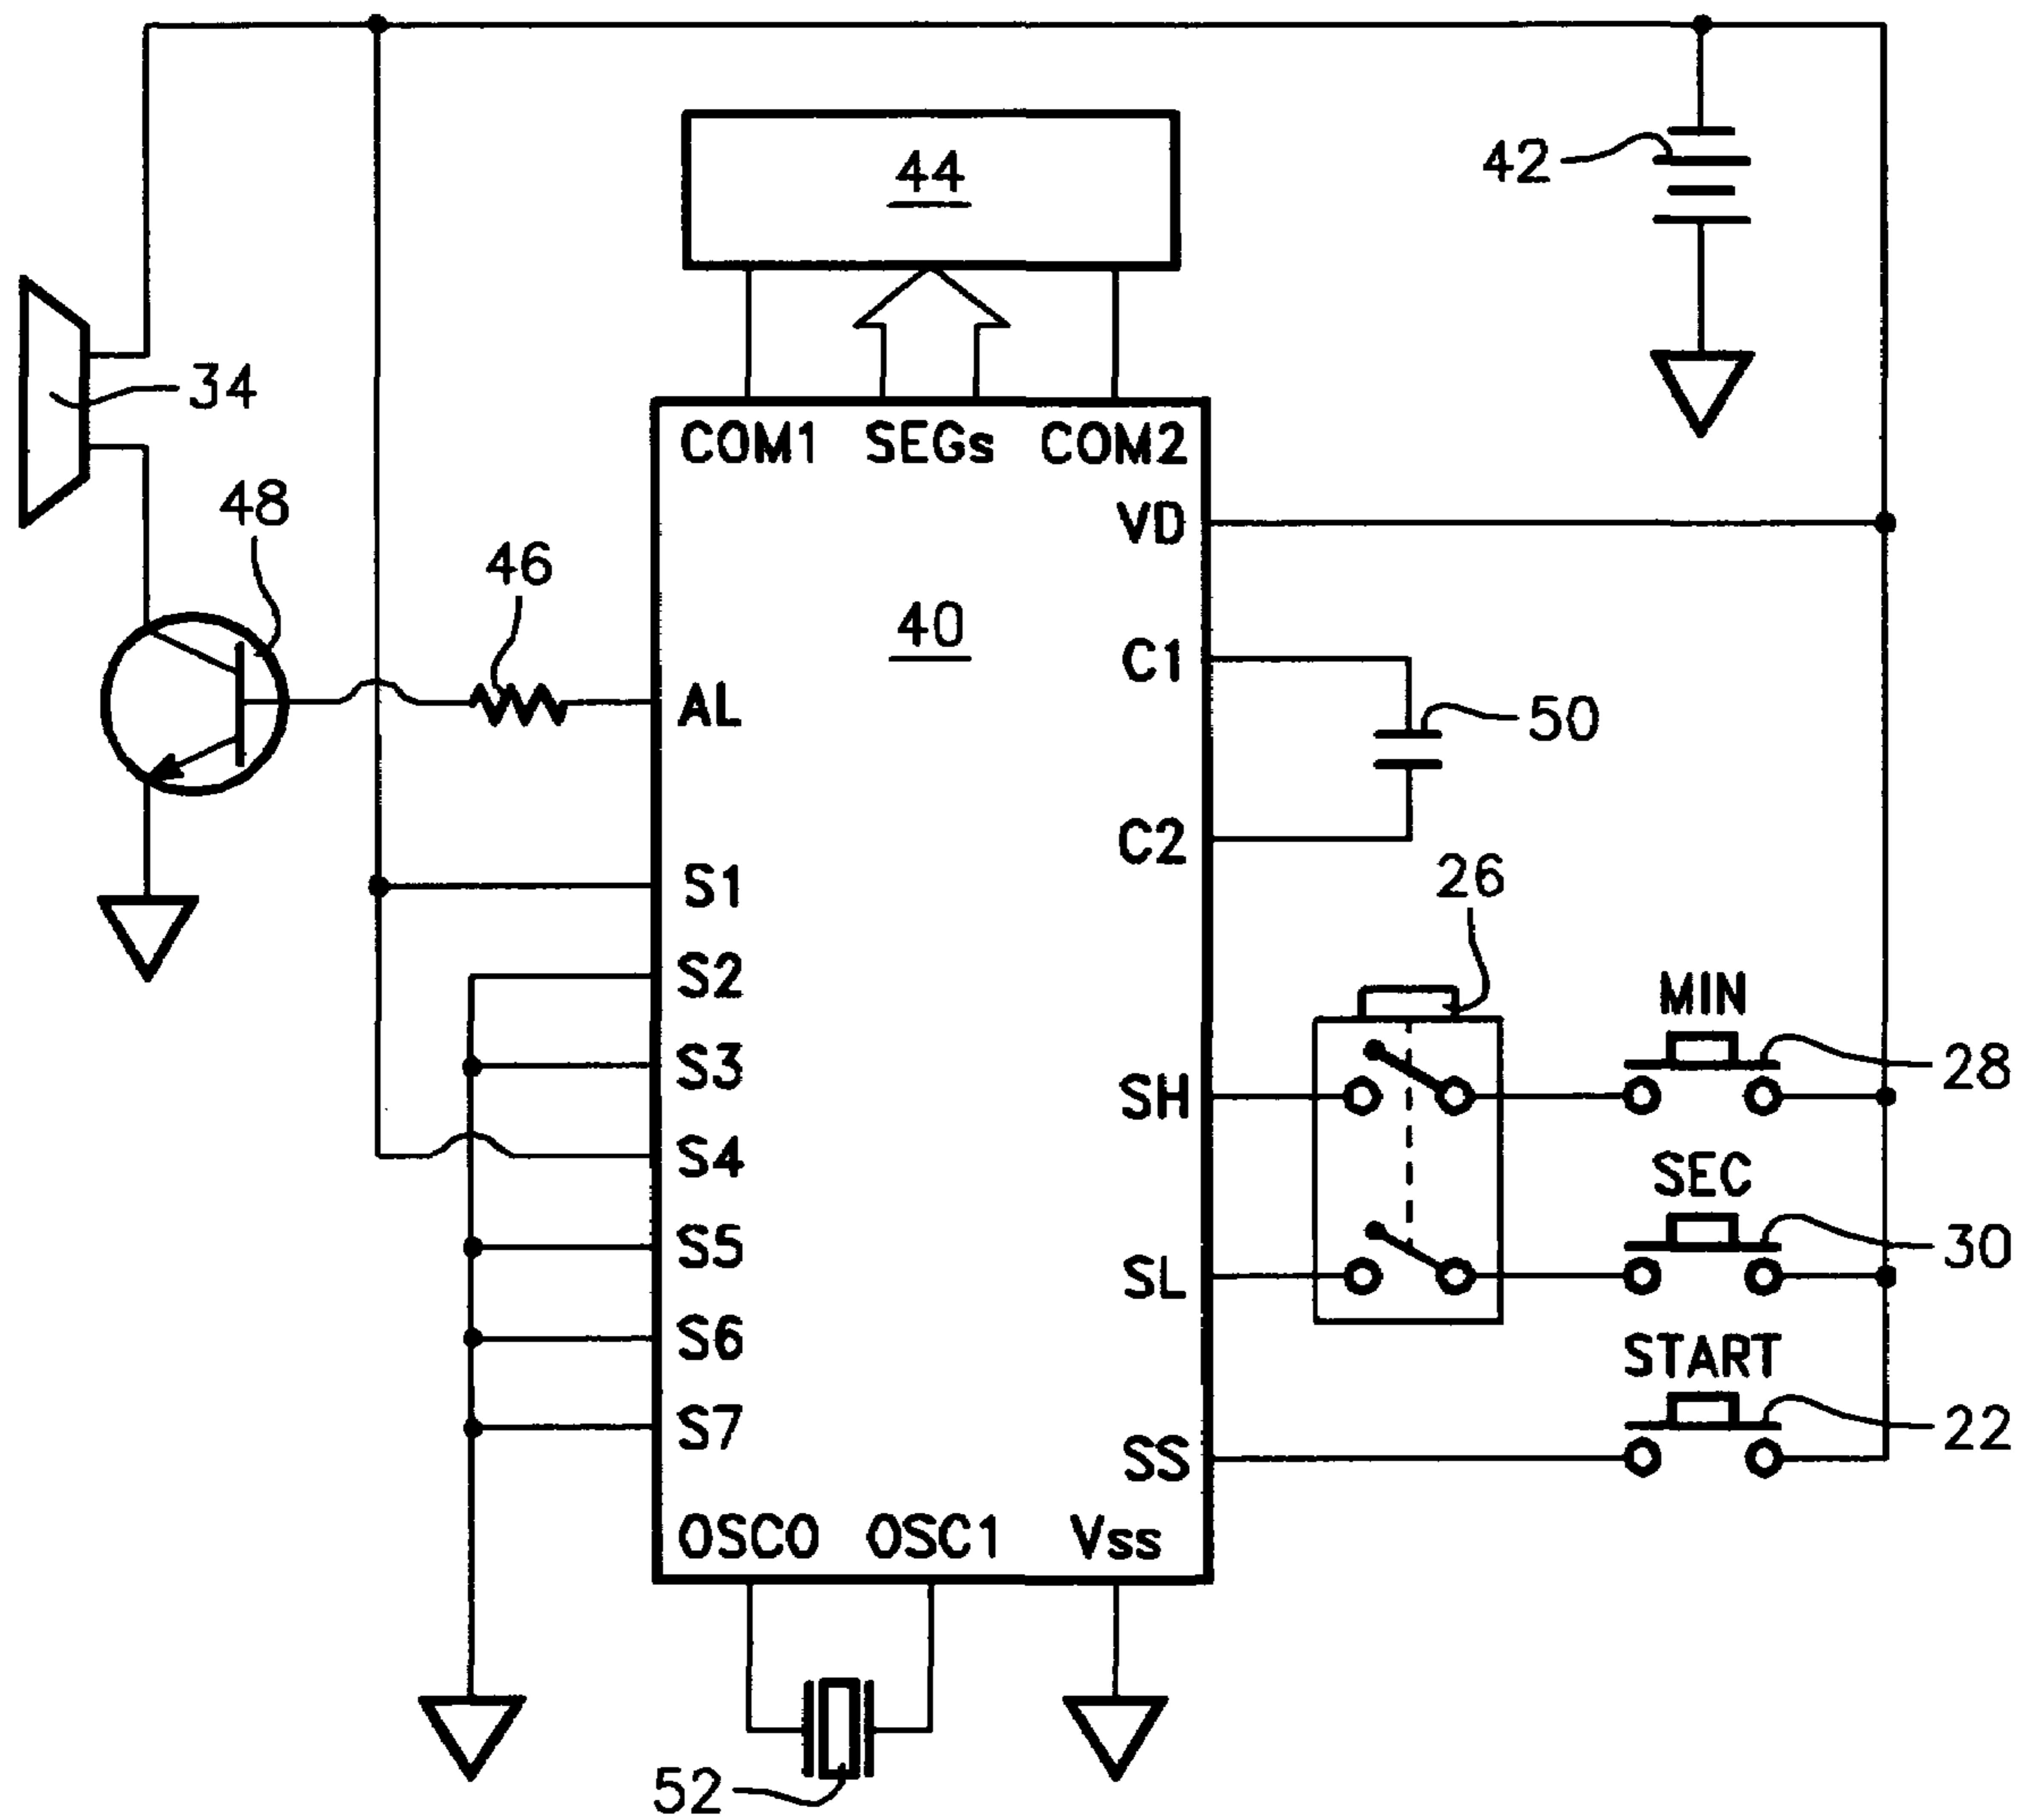 44
42
34
COM1 SEGs COM2
48
VD
46
40
C1
AL
50
C2
26
S1
S2
MIN
S3
28
SH
S4
SEC
S5
30
SL
S6
START
S7
22
SS
OSC0 OSC1 Vss
52